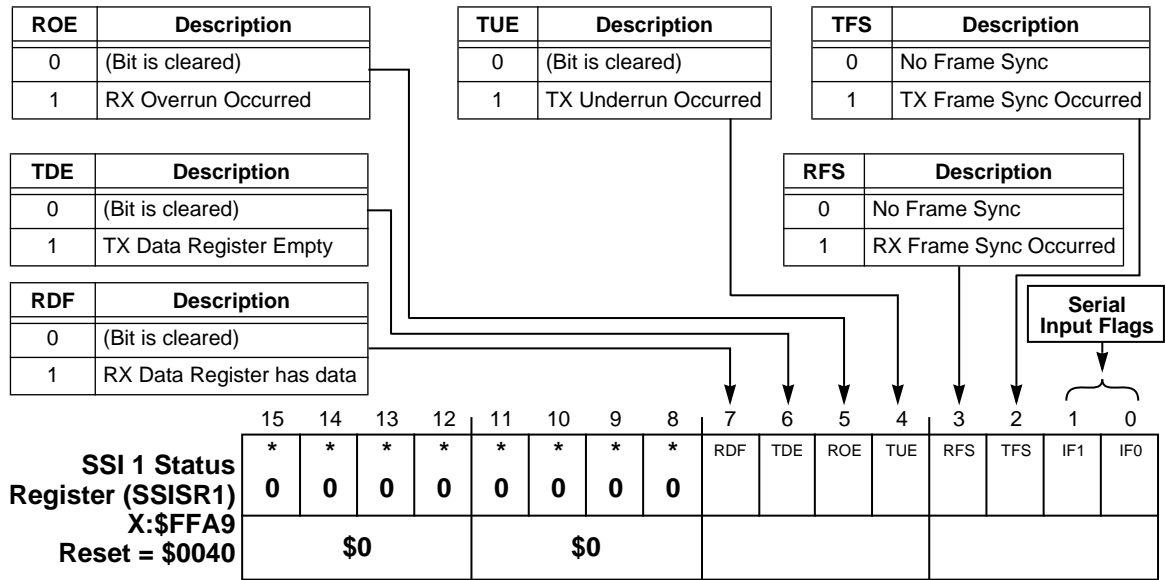 ROE Description
0 (Bit is cleared)
1 RX Overrun Occurred
TUE Description
0 (Bit is cleared)
1 TX Underrun Occurred
TFS Description
0 No Frame Sync
1 TX Frame Sync Occurred
TDE Description
0 (Bit is cleared)
1 TX Data Register Empty
RFS Description
0 No Frame Sync
1 RX Frame Sync Occurred
RDF Description
0 (Bit is cleared)
1 RX Data Register has data
Serial
Input Flags
15 14 13 12 11 10 9 8 7 6 5 4 3 2 1 0
* * * * * * * * RDF TDE ROE TUE RFS TFS IF1 IF0
0 0 0 0 0 0 0 0
$0 $0
SSI 1 Status
Register (SSISR1)
X:$FFA9
Reset = $0040